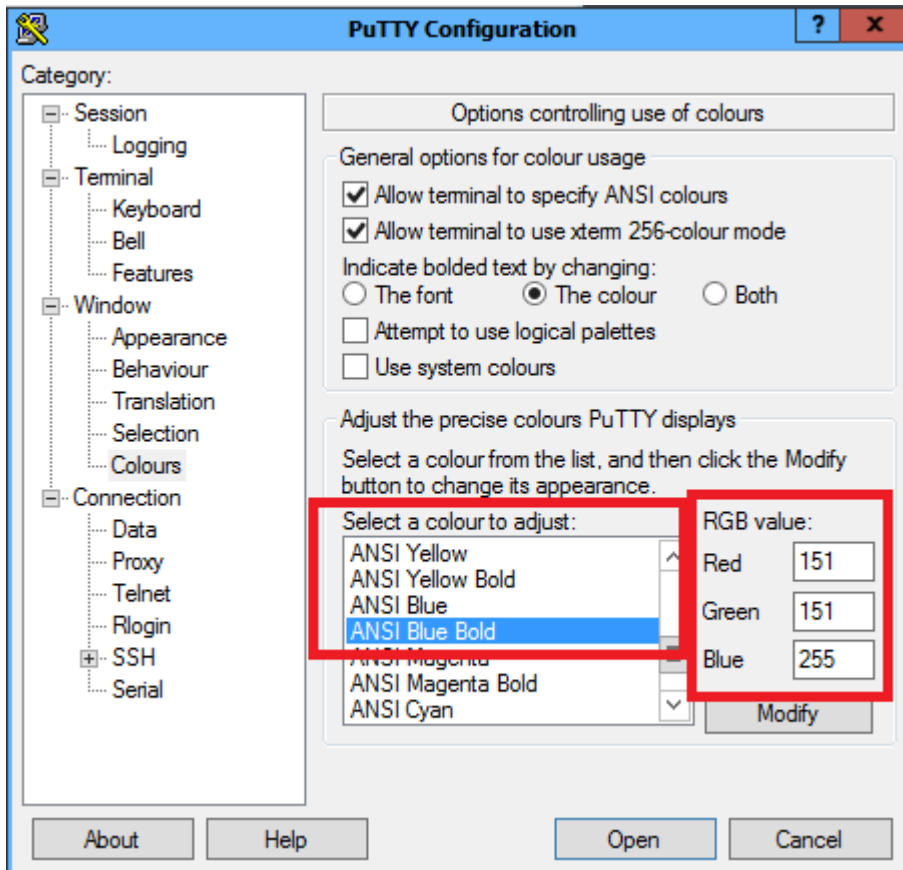 PuTTY Configuration
? x
Category:
Session
Logging
Terminal
Keyboard
Bell
Features
Window
Appearance
Behaviour
Translation
Selection
Colours
Connection
Data
Proxy
Telnet
Rlogin
SSH
Serial
Options controlling use of colours
General options for colour usage
Allow terminal to specify ANSI colours
Allow terminal to use xterm 256-colour mode
Indicate bolded text by changing:
The font The colour Both
Attempt to use logical palettes
Use system colours
Adjust the precise colours PuTTY displays
Select a colour from the list, and then click the Modify
button to change its appearance.
Select a colour to adjust:
ANSI Yellow
ANSI Yellow Bold
ANSI Blue
ANSI Blue Bold
ANSI Magenta
ANSI Magenta Bold
ANSI Cyan
RGB value:
Red 151
Green 151
Blue 255
Modify
About Help Open Cancel